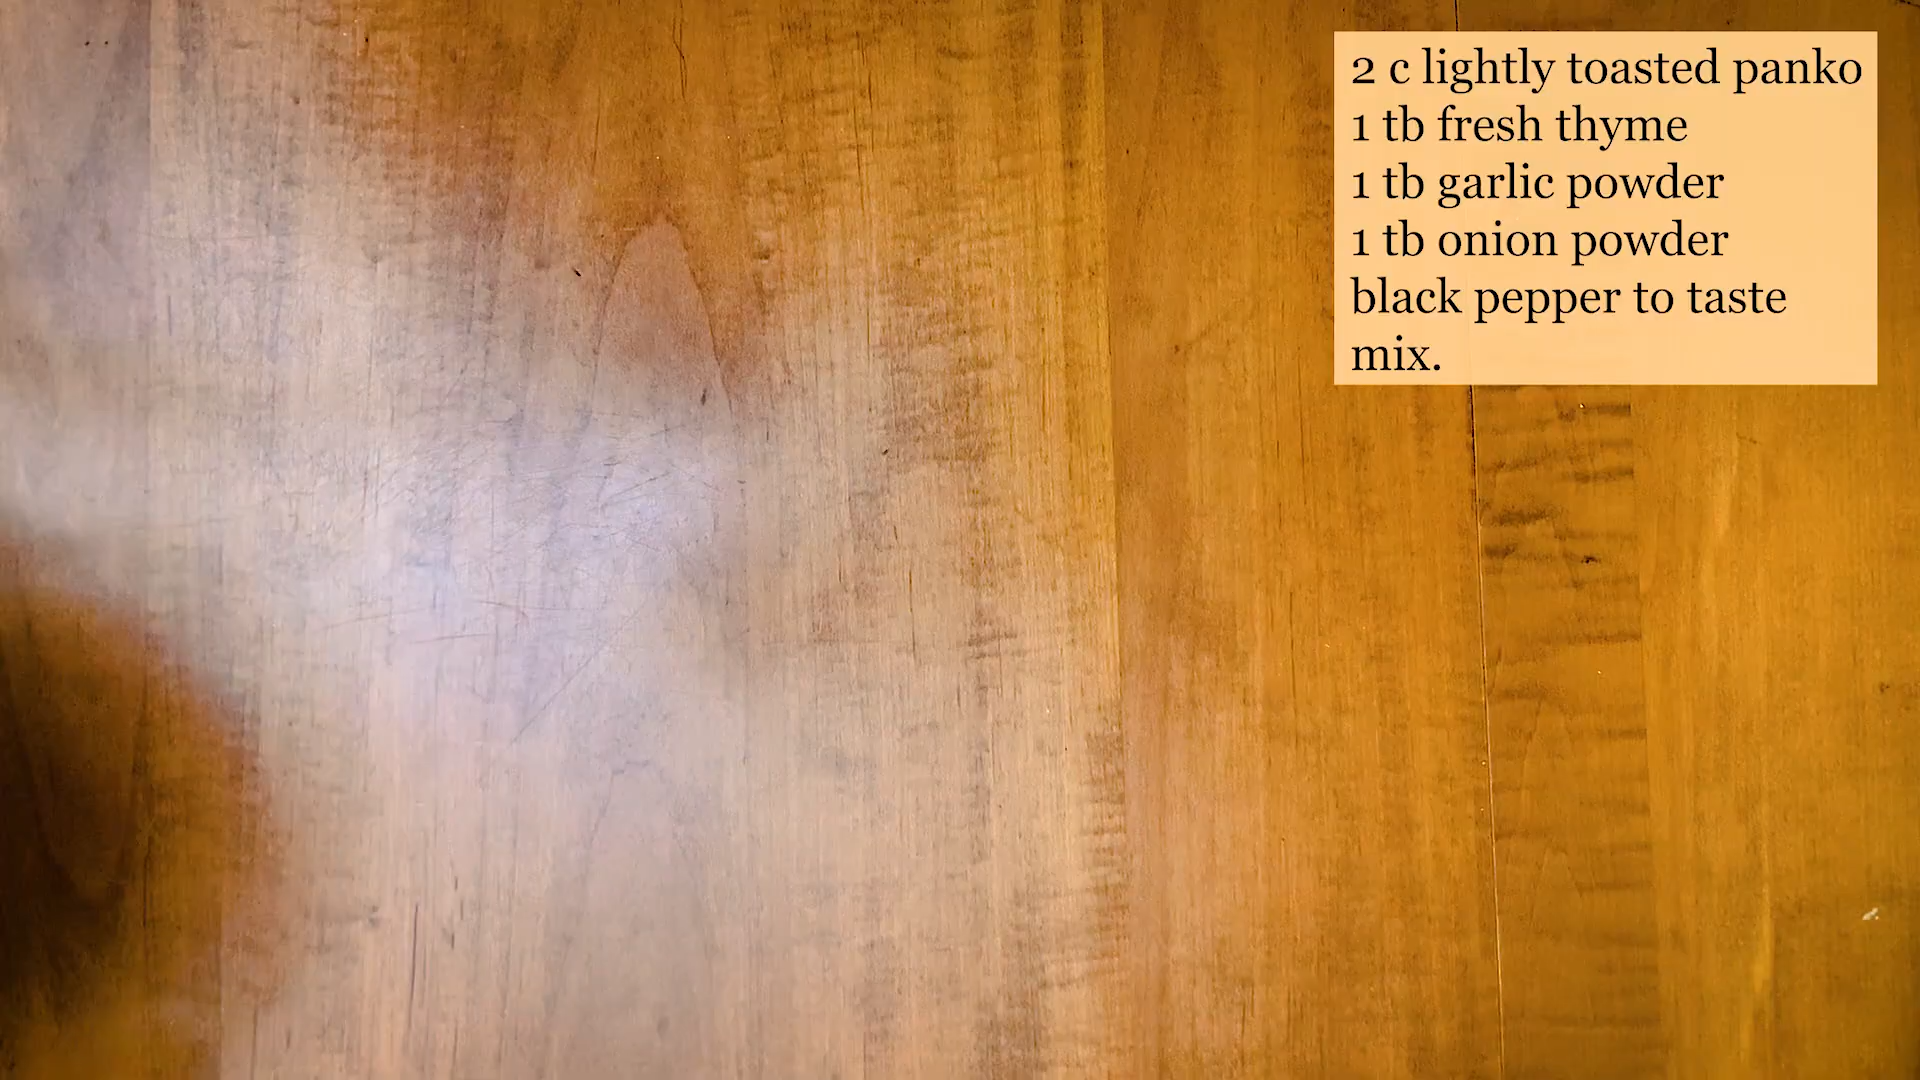 2 c lightly toasted panko
1 tb fresh thyme
1 tb garlic powder
1 tb onion powder
black pepper to taste
mix.